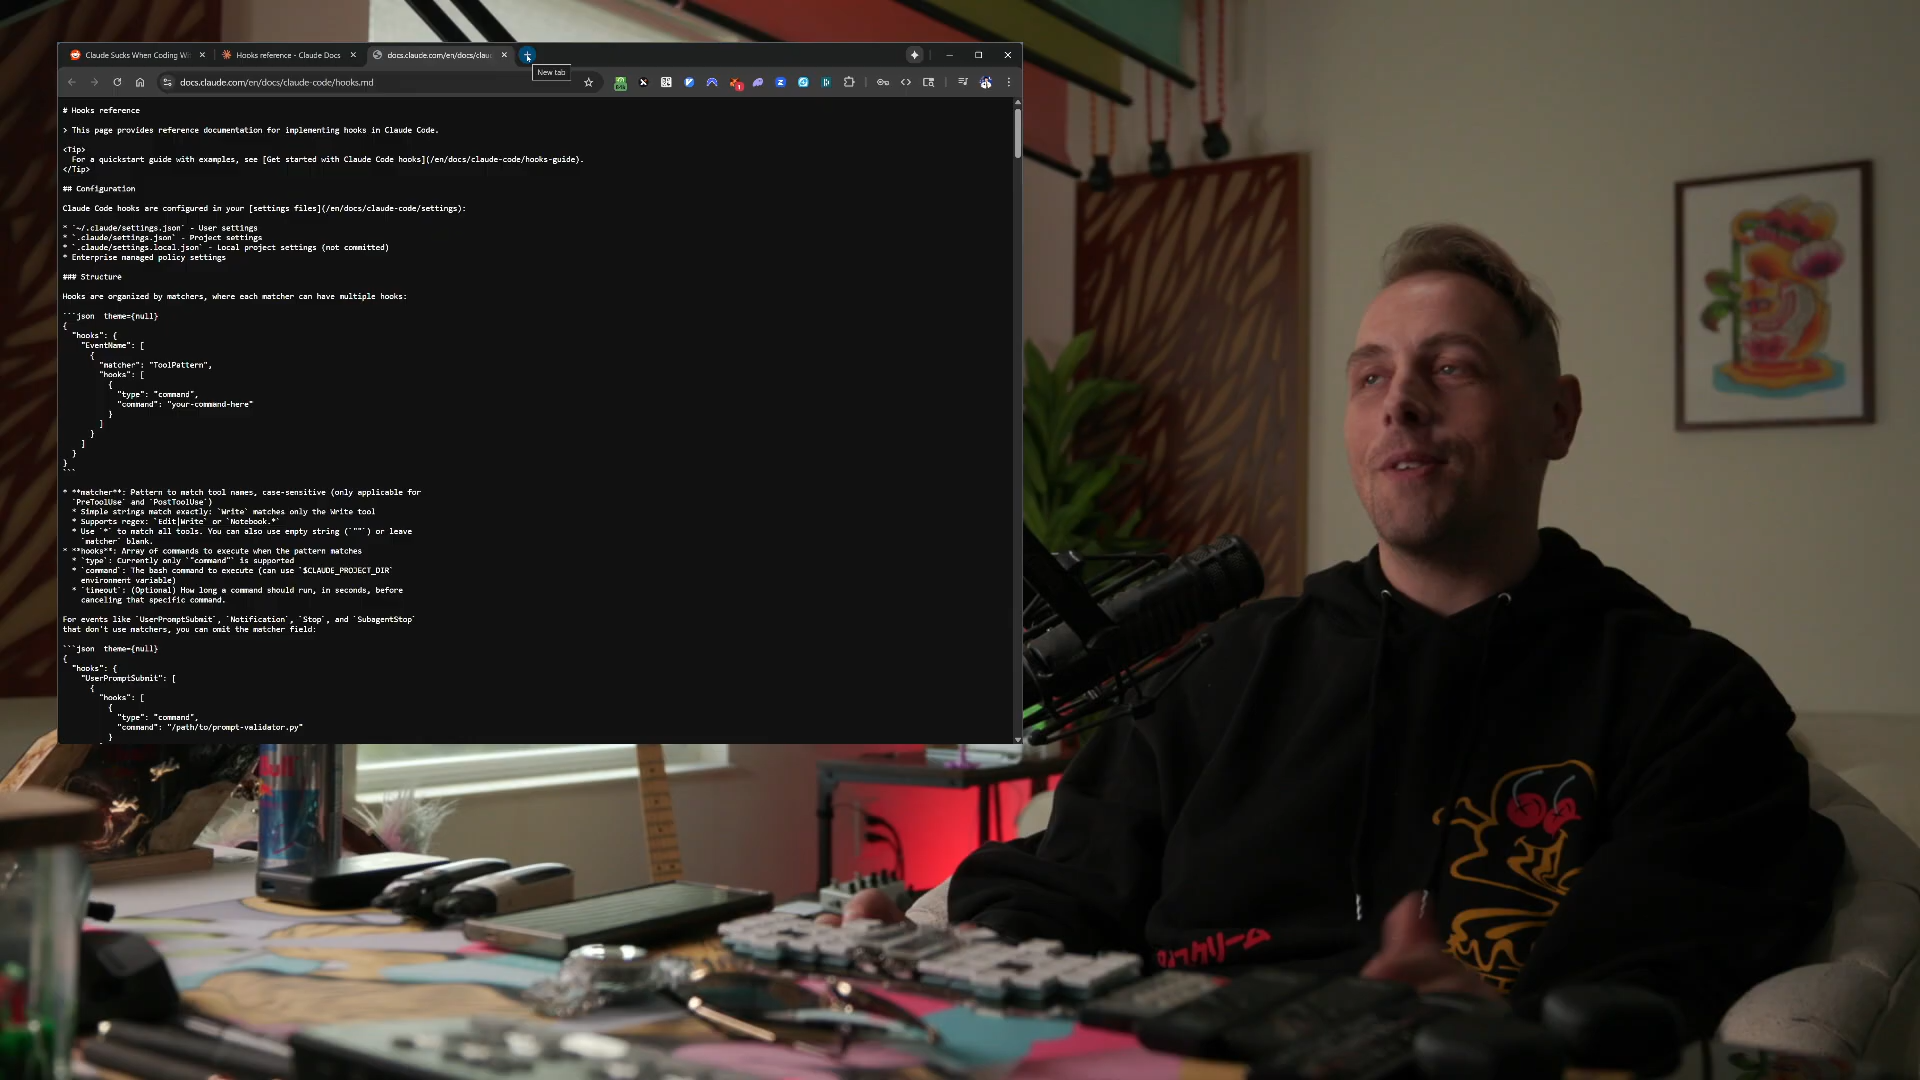 Claude Sucks When Coding Wi
Hooks reference - Claude Docs
docs.claude.com/en/docs/clau
New tab
docs.claude.com/en/docs/claude-code/hooks.md
# Hooks reference
> This page provides reference documentation for implementing hooks in Claude Code.
<Tip>
For a quickstart guide with examples, see [Get started with Claude Code hooks](/en/docs/claude-code/hooks-guide).
</Tip>
## Configuration
Claude Code hooks are configured in your [settings files](/en/docs/claude-code/settings):
* `~/.claude/settings.json` - User settings
* `.claude/settings.json` - Project settings
* `.claude/settings.local.json` - Local project settings (not committed)
* Enterprise managed policy settings
### Structure
Hooks are organized by matchers, where each matcher can have multiple hooks:
```json theme={null}
{
"hooks": {
"EventName": [
{
"matcher": "ToolPattern",
"hooks": [
{
"type": "command",
"command": "your-command-here"
}
]
}
]
}
}
```
* **matcher**: Pattern to match tool names, case-sensitive (only applicable for
`PreToolUse` and `PostToolUse`)
* Simple strings match exactly: `Write` matches only the Write tool
* Supports regex: `Edit|Write` or `Notebook.*`
* Use `*` to match all tools. You can also use empty string (`""`) or leave
`matcher` blank.
* **hooks**: Array of commands to execute when the pattern matches
* `type`: Currently only `"command"` is supported
* `command`: The bash command to execute (can use `$CLAUDE_PROJECT_DIR`
environment variable)
* `timeout`: (Optional) How long a command should run, in seconds, before
canceling that specific command.
For events like `UserPromptSubmit`, `Notification`, `Stop`, and `SubagentStop`
that don't use matchers, you can omit the matcher field:
```json theme={null}
{
"hooks": {
"UserPromptSubmit": [
{
"hooks": [
{
"type": "command",
"command": "/path/to/prompt-validator.py"
}